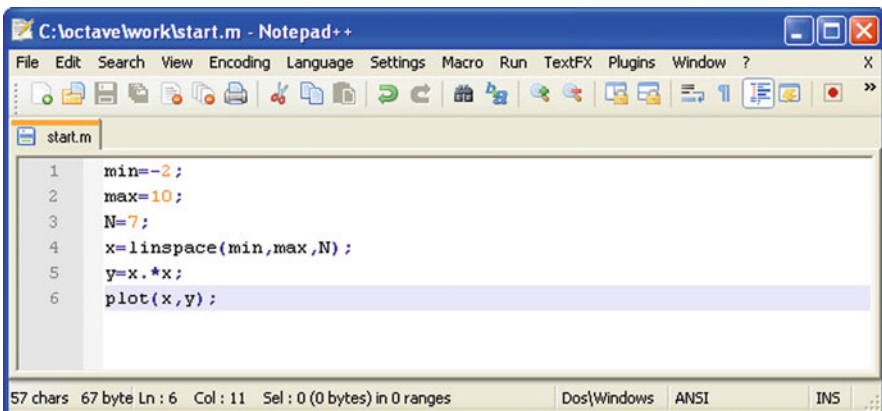 C:\octave\work\start.m - Notepad++
File Edit Search View Encoding Language Settings Macro Run TextFX Plugins Window ? X
start.m
1 min=-2;
2 max=10;
3 N=7;
4 x=linspace(min,max,N);
5 y=x.*x;
6 plot(x,y);
57 chars 67 byte Ln : 6 Col : 11 Sel : 0 (0 bytes) in 0 ranges Dos\Windows ANSI INS